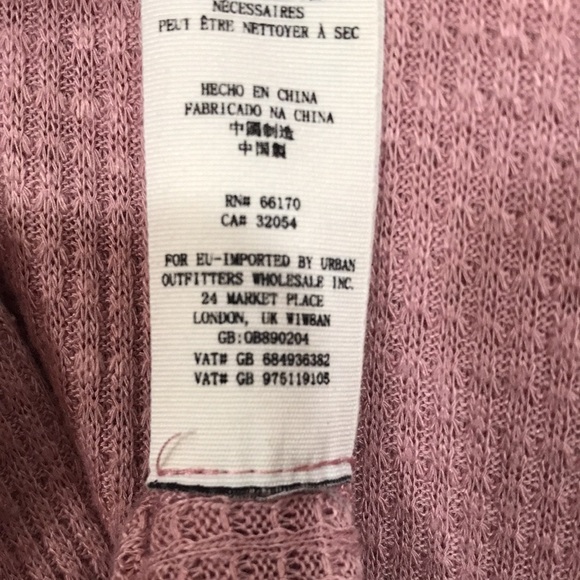 NÉCESSAIRES
PEUT ÊTRE NETTOYER À SEC
HECHO EN CHINA
FABRICADO NA CHINA
中國制造
中国製
RN# 66170
CA# 32054
FOR EU-IMPORTED BY URBAN
OUTFITTERS WHOLESALE INC.
24 MARKET PLACE
LONDON, UK W1W8AN
GB:OB890204
VAT# GB 684936382
VAT# GB 975119105